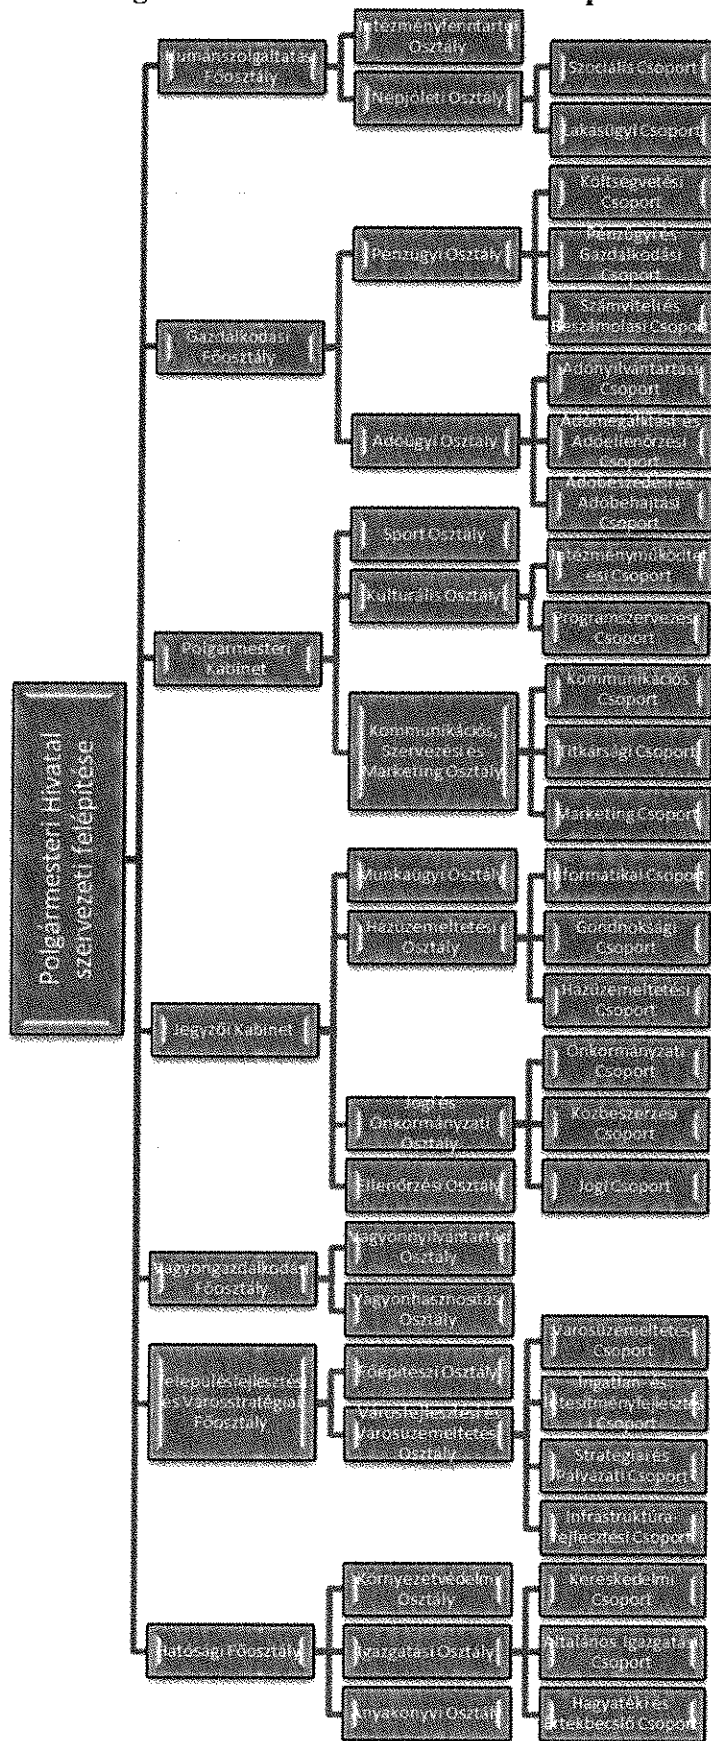 Polgármesteri Hivatal
szervezeti felépítése
Humánszolgáltatási
Főosztály
Intézményfenntartó
Osztály
Népjóléti Osztály
Szociális Csoport
Lakásügyi Csoport
Gazdálkodási
Főosztály
Pénzügyi Osztály
Költségvetési
Csoport
Pénzügyi és
Gazdálkodási
Csoport
Számviteli és
Beszámolási Csoport
Adóügyi Osztály
Adónyilvántartási
Csoport
Adómegállítási és
Adóellenőrzési
Csoport
Adóbeszedési és
Adóbehajtási
Csoport
Polgármesteri
Kabinet
Sport Osztály
Kulturális Osztály
Intézményműködtet
ési Csoport
Programszervezési
Csoport
Kommunikációs,
Szervezési és
Marketing Osztály
Kommunikációs
Csoport
Titkársági Csoport
Marketing Csoport
Jegyzői Kabinet
Munkaügyi Osztály
Házüzemeltetési
Osztály
Informatikai Csoport
Gondnoksági
Csoport
Házüzemeltetési
Csoport
Jogi és
Önkormányzati
Osztály
Önkormányzati
Csoport
Közbeszerzési
Csoport
Jogi Csoport
Ellenőrzési Osztály
Vagyongazdálkodási
Főosztály
Vagyonnyilvántartási
Osztály
Vagyonhasznosítási
Osztály
Településfejlesztési
és Városstratégiai
Főosztály
Főépítészi Osztály
Városfejlesztési és
Városüzemeltetési
Osztály
Városüzemeltetési
Csoport
Ingatlan- és
Létesítményfejlesztés
i Csoport
Stratégiai és
Pályázati Csoport
Infrastruktúra-
fejlesztési Csoport
Hatósági Főosztály
Környezetvédelmi
Osztály
Igazgatási Osztály
Kereskedelmi
Csoport
Általános Igazgatási
Csoport
Hagyatéki és
Értékbecslő Csoport
Anyakönyvi Osztály